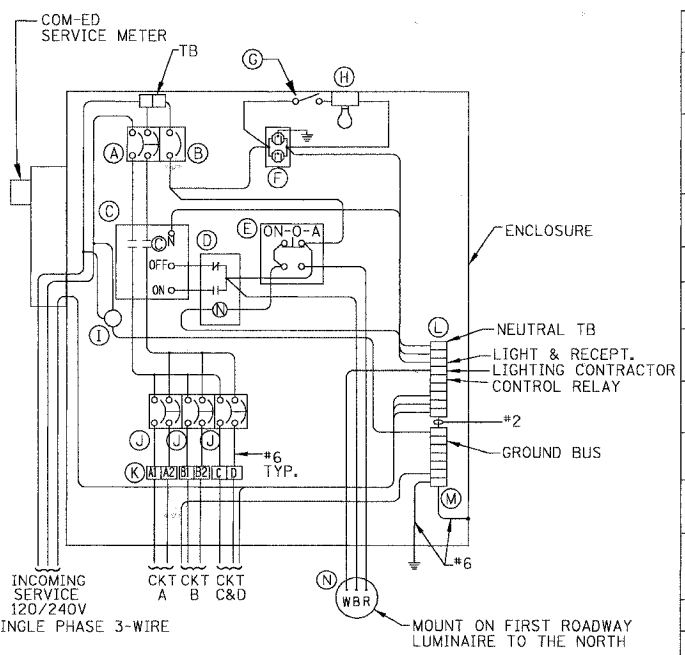 COM-ED
SERVICE METER
TB
G
H
A
B
F
C
C
N
D
E
ON-O-A
OFF
ON
N
ENCLOSURE
I
L
NEUTRAL TB
LIGHT & RECEPT.
LIGHTING CONTRACTOR
CONTROL RELAY
#2
J
J
J
#6
TYP.
GROUND BUS
K
A1
A2
B1
B2
C
D
M
#6
INCOMING
SERVICE
120/240V
INGLE PHASE 3-WIRE
CKT
A
CKT
B
CKT
C&D
N
WBR
MOUNT ON FIRST ROADWAY
LUMINAIRE TO THE NORTH